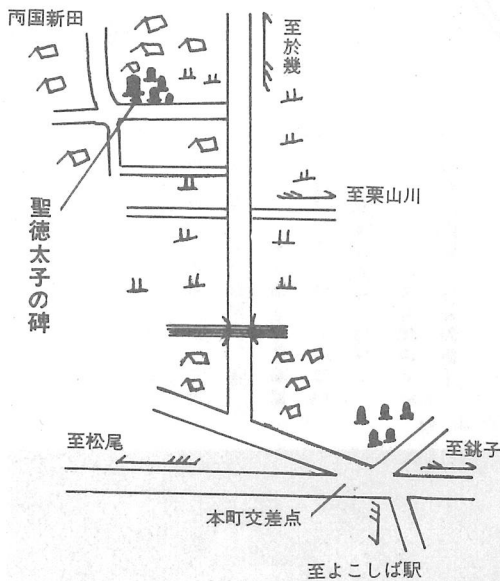 両国新田
至於幾
至栗山川
聖徳太子の碑
至松尾
至銚子
本町交差点
至よこしば駅